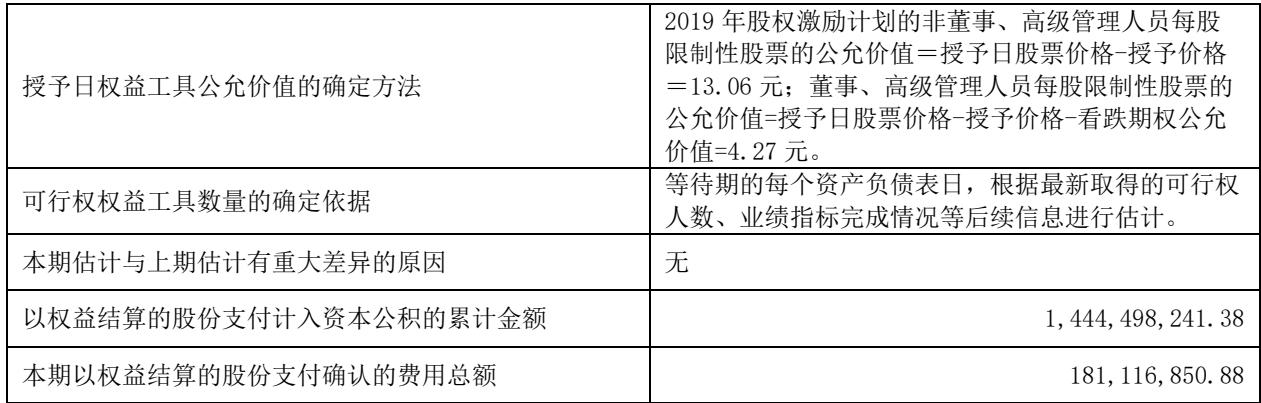 授予日权益工具公允价值的确定方法
2019 年股权激励计划的非董事、高级管理人员每股
限制性股票的公允价值＝授予日股票价格-授予价格
＝13.06 元；董事、高级管理人员每股限制性股票的
公允价值=授予日股票价格-授予价格-看跌期权公允
价值=4.27 元。
可行权权益工具数量的确定依据
等待期的每个资产负债表日，根据最新取得的可行权
人数、业绩指标完成情况等后续信息进行估计。
本期估计与上期估计有重大差异的原因
无
以权益结算的股份支付计入资本公积的累计金额
1,444,498,241.38
本期以权益结算的股份支付确认的费用总额
181,116,850.88